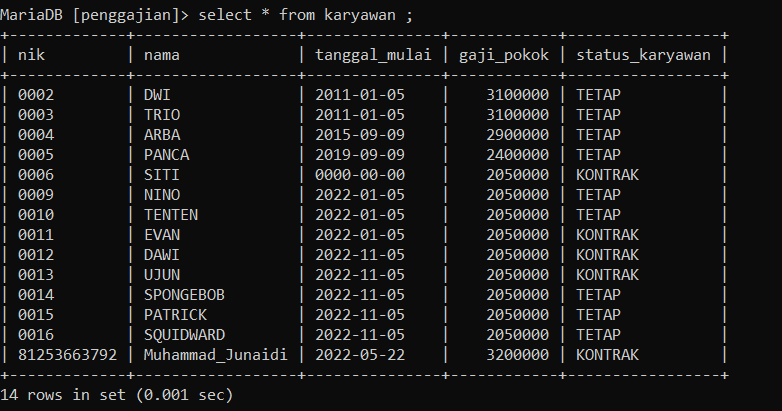 MariaDB [penggajian]> select * from karyawan ;
+-------------+------------------+---------------+------------+-----------------+
| nik         | nama             | tanggal_mulai | gaji_pokok | status_karyawan |
+-------------+------------------+---------------+------------+-----------------+
| 0002        | DWI              | 2011-01-05    |    3100000 | TETAP           |
| 0003        | TRIO             | 2011-01-05    |    3100000 | TETAP           |
| 0004        | ARBA             | 2015-09-09    |    2900000 | TETAP           |
| 0005        | PANCA            | 2019-09-09    |    2400000 | TETAP           |
| 0006        | SITI             | 0000-00-00    |    2050000 | KONTRAK         |
| 0009        | NINO             | 2022-01-05    |    2050000 | TETAP           |
| 0010        | TENTEN           | 2022-01-05    |    2050000 | TETAP           |
| 0011        | EVAN             | 2022-01-05    |    2050000 | KONTRAK         |
| 0012        | DAWI             | 2022-11-05    |    2050000 | KONTRAK         |
| 0013        | UJUN             | 2022-11-05    |    2050000 | KONTRAK         |
| 0014        | SPONGEBOB        | 2022-11-05    |    2050000 | TETAP           |
| 0015        | PATRICK          | 2022-11-05    |    2050000 | TETAP           |
| 0016        | SQUIDWARD        | 2022-11-05    |    2050000 | TETAP           |
| 81253663792 | Muhammad_Junaidi | 2022-05-22    |    3200000 | KONTRAK         |
+-------------+------------------+---------------+------------+-----------------+
14 rows in set (0.001 sec)